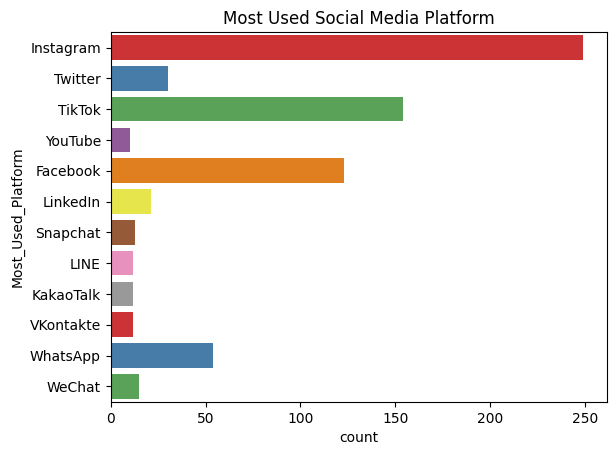 Most Used Social Media Platform
Most_Used_Platform
Instagram
Twitter
TikTok
YouTube
Facebook
LinkedIn
Snapchat
LINE
KakaoTalk
VKontakte
WhatsApp
WeChat
0 50 100 150 200 250
count